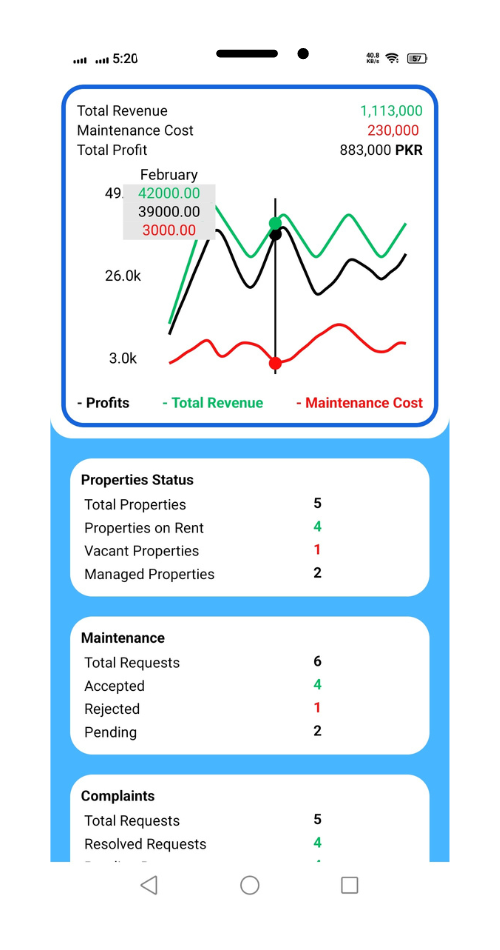 5:20
40.8
KB/s
57
Total Revenue 1,113,000
Maintenance Cost 230,000
Total Profit 883,000 PKR
February
42000.00
39000.00
3000.00
49.
26.0k
3.0k
- Profits - Total Revenue - Maintenance Cost
Properties Status
Total Properties 5
Properties on Rent 4
Vacant Properties 1
Managed Properties 2
Maintenance
Total Requests 6
Accepted 4
Rejected 1
Pending 2
Complaints
Total Requests 5
Resolved Requests 4